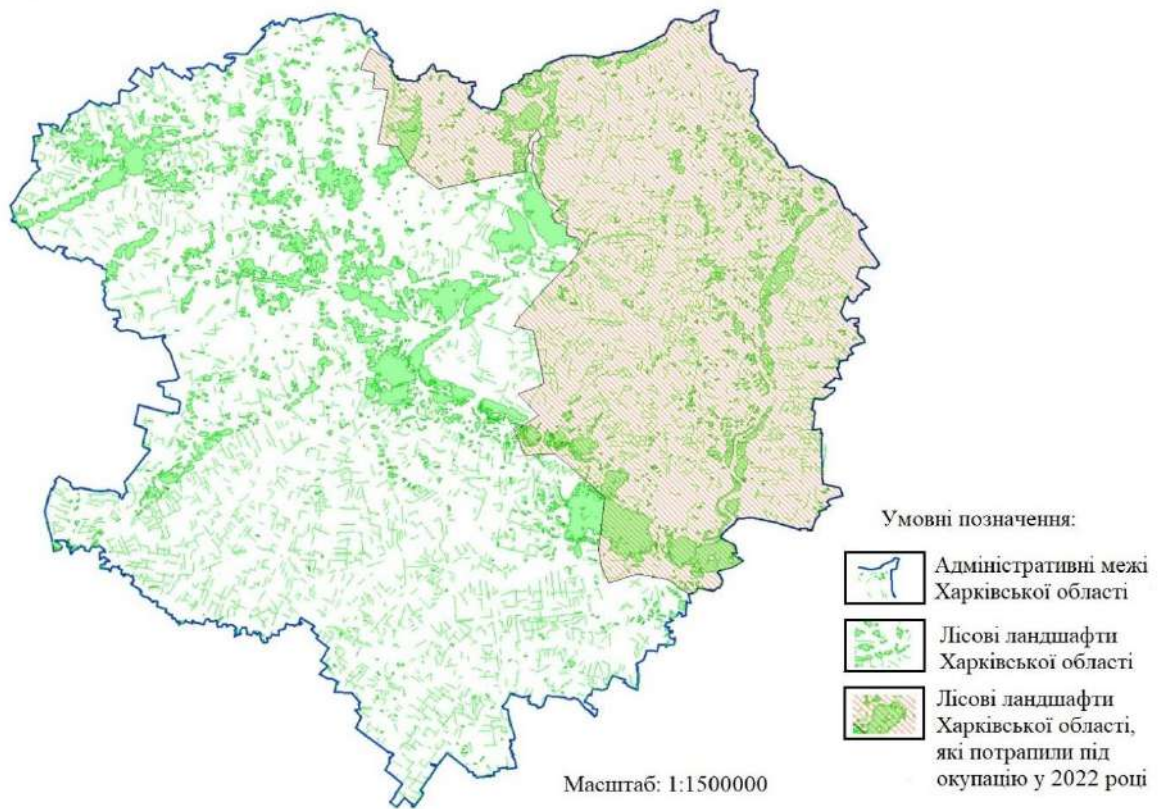 Умовні позначення:
Адміністративні межі
Харківської області
Лісові ландшафти
Харківської області
Лісові ландшафти
Харківської області,
які потрапили під
окупацію у 2022 році
Масштаб: 1:1500000